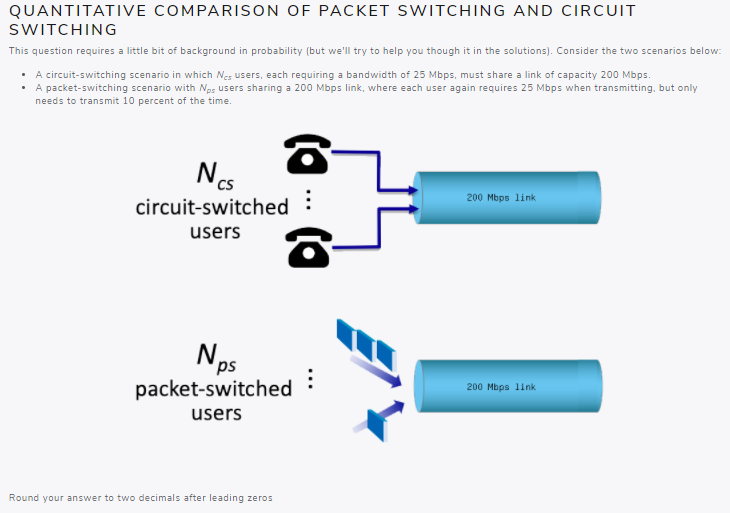 QUANTITATIVE COMPARISON OF PACKET SWITCHING AND CIRCUIT
SWITCHING
This question requires a little bit of background in probability (but we'll try to help you though it in the solutions). Consider the two scenarios below:
• A circuit-switching scenario in which Ncs users, each requiring a bandwidth of 25 Mbps, must share a link of capacity 200 Mbps.
• A packet-switching scenario with Nps users sharing a 200 Mbps link, where each user again requires 25 Mbps when transmitting, but only
needs to transmit 10 percent of the time.
Ncs
circuit-switched
users
200 Mbps link
Nps
packet-switched
users
200 Mbps link
Round your answer to two decimals after leading zeros